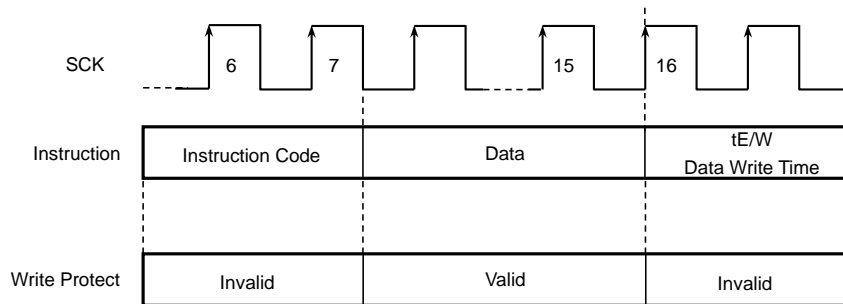 SCK 6 7 15 16
Instruction Instruction Code Data tE/W
Data Write Time
Write Protect Invalid Valid Invalid